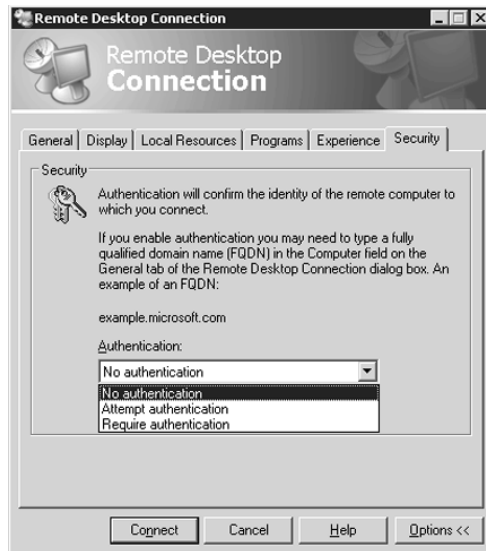 Remote Desktop Connection
Remote Desktop
Connection
General Display Local Resources Programs Experience Security
Security
Authentication will confirm the identity of the remote computer to
which you connect.
If you enable authentication you may need to type a fully
qualified domain name (FQDN) in the Computer field on the
General tab of the Remote Desktop Connection dialog box. An
example of an FQDN:
example.microsoft.com
Authentication:
No authentication
No authentication
Attempt authentication
Require authentication
Connect Cancel Help Options <<